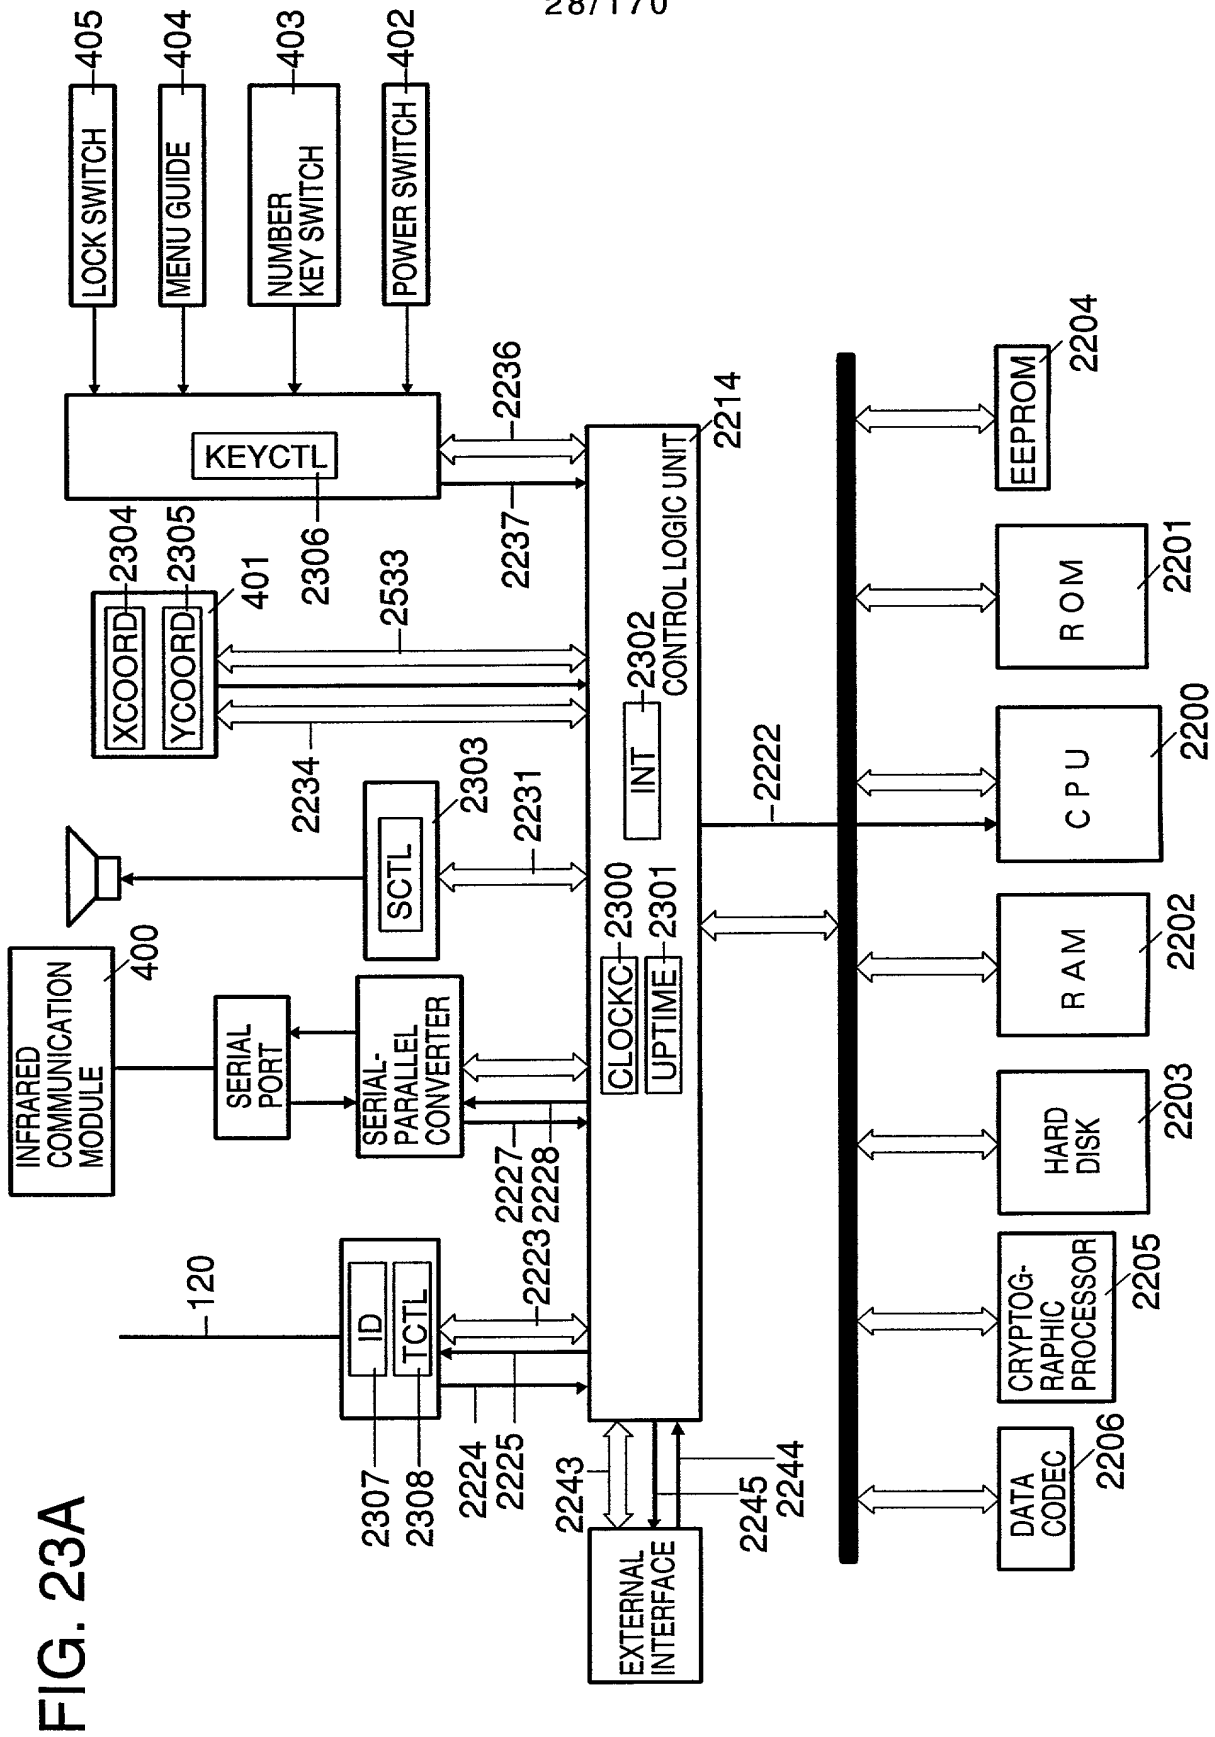 28/170
FIG. 23A
INFRARED
COMMUNICATION
MODULE
400
120
SERIAL
PORT
SERIAL-
PARALLEL
CONVERTER
ID
TCTL
2307
2308
2224
2225
2223
2227
2228
SCTL
2303
2231
XCOORD
YCOORD
2304
2305
401
2234
2533
KEYCTL
2306
2237
2236
LOCK SWITCH
405
MENU GUIDE
404
NUMBER
KEY SWITCH
403
POWER SWITCH
402
EXTERNAL
INTERFACE
2243
2245
2244
CLOCKC
2300
UPTIME
2301
INT
2302
CONTROL LOGIC UNIT
2214
2222
DATA
CODEC
2206
CRYPTOG-
RAPHIC
PROCESSOR
2205
HARD
DISK
2203
RAM
2202
CPU
2200
ROM
2201
EEPROM
2204